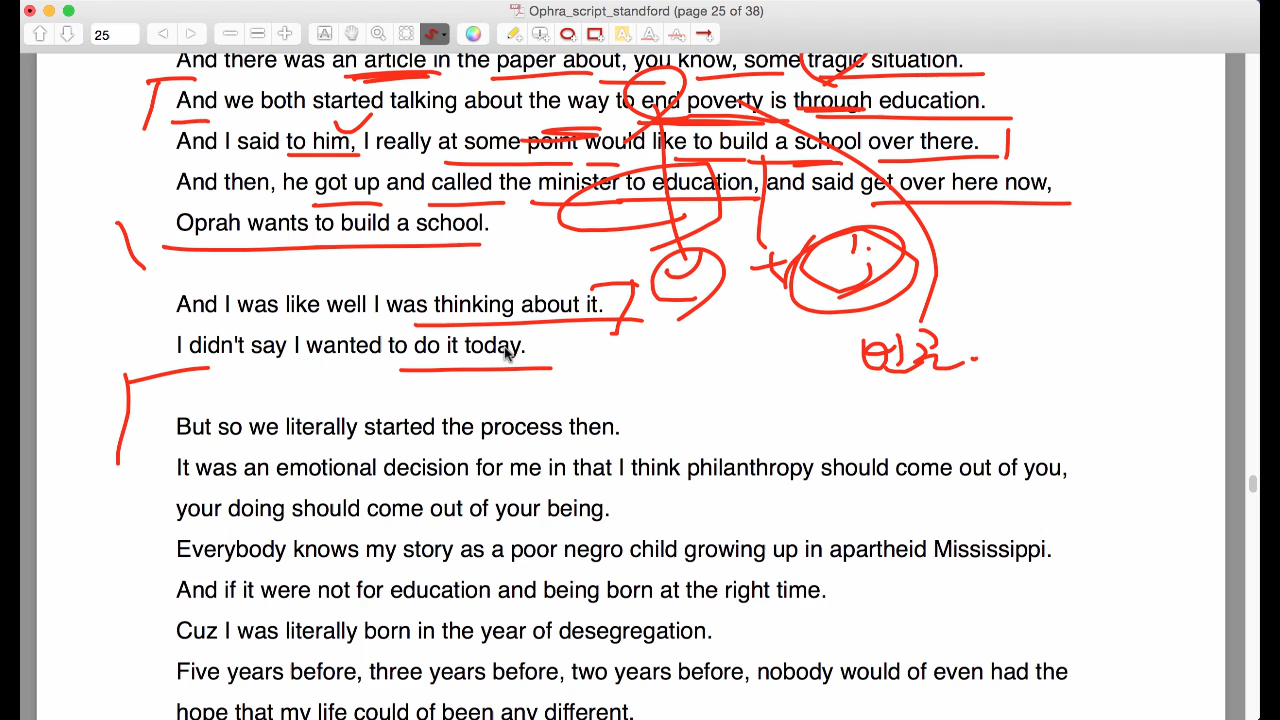 Ophra_script_standford (page 25 of 38)
25
And there was an article in the paper about, you know, some tragic situation.
And we both started talking about the way to end poverty is through education.
And I said to him, I really at some point would like to build a school over there.
And then, he got up and called the minister to education, and said get over here now,
Oprah wants to build a school.
And I was like well I was thinking about it.
I didn't say I wanted to do it today.
But so we literally started the process then.
It was an emotional decision for me in that I think philanthropy should come out of you,
your doing should come out of your being.
Everybody knows my story as a poor negro child growing up in apartheid Mississippi.
And if it were not for education and being born at the right time.
Cuz I was literally born in the year of desegregation.
Five years before, three years before, two years before, nobody would of even had the
hope that my life could of been any different.